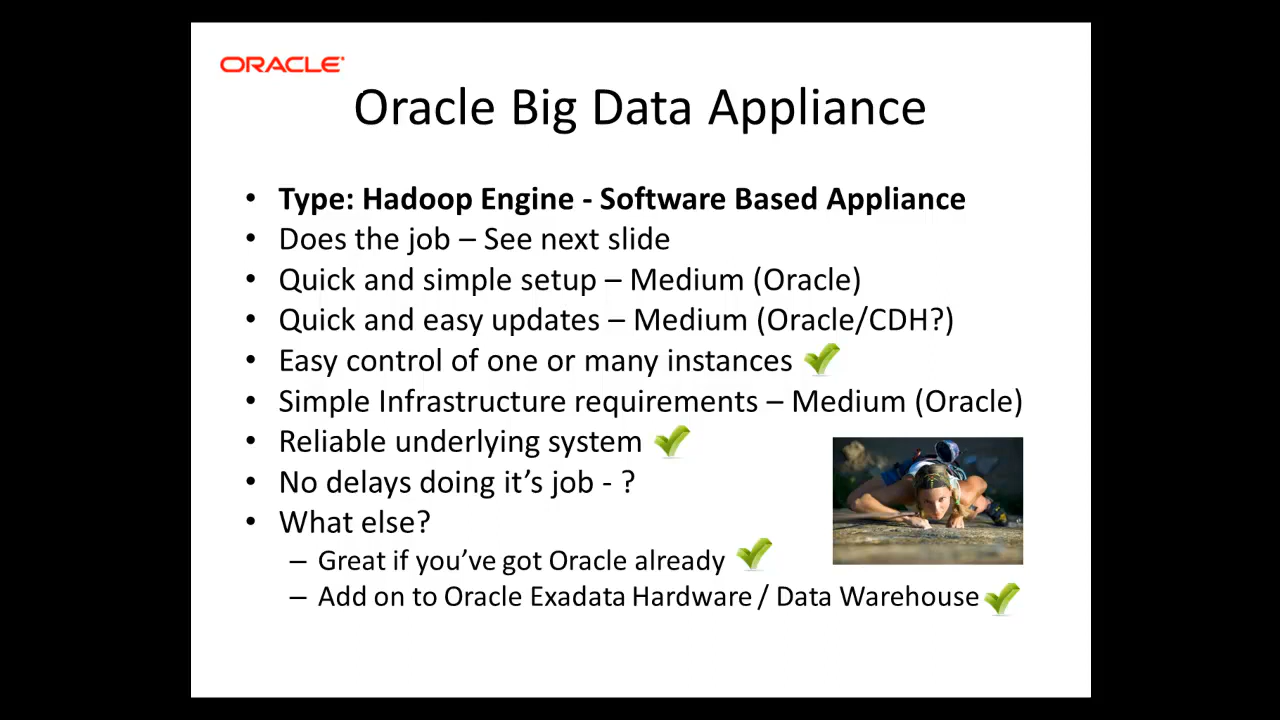 ORACLE
Oracle Big Data Appliance
• Type: Hadoop Engine - Software Based Appliance
• Does the job – See next slide
• Quick and simple setup – Medium (Oracle)
• Quick and easy updates – Medium (Oracle/CDH?)
• Easy control of one or many instances
• Simple Infrastructure requirements – Medium (Oracle)
• Reliable underlying system
• No delays doing it’s job - ?
• What else?
– Great if you’ve got Oracle already
– Add on to Oracle Exadata Hardware / Data Warehouse